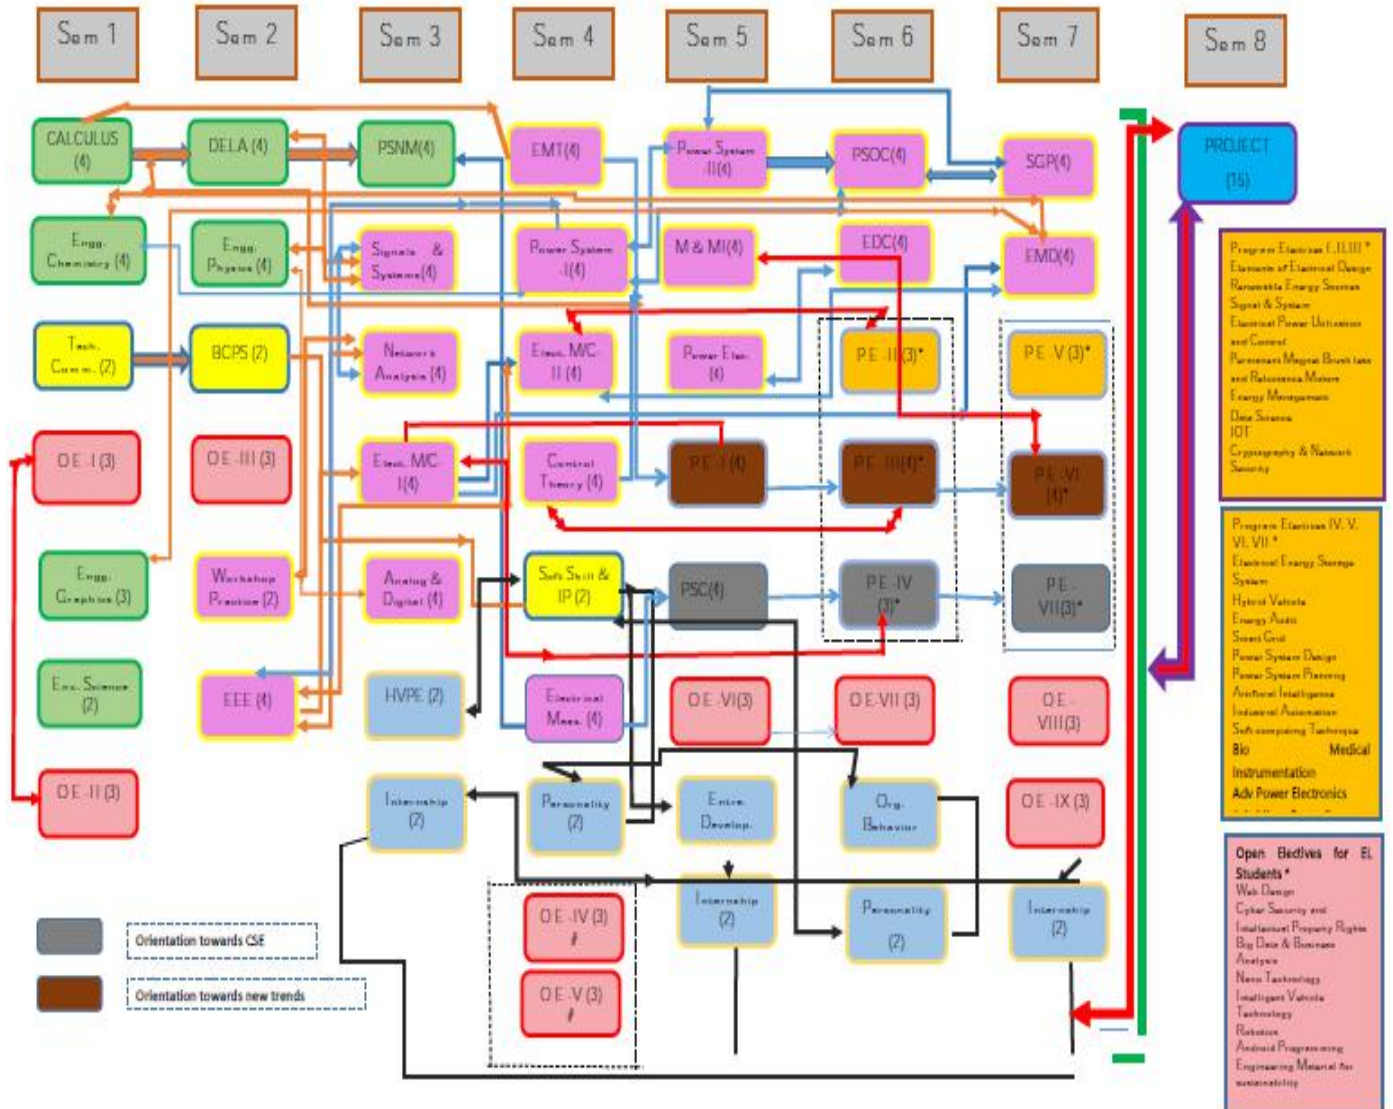 Sem 1
Sem 2
Sem 3
Sem 4
Sem 5
Sem 6
Sem 7
Sem 8
CALCULUS
(4)
DELA (4)
PSNM(4)
EMT(4)
Power System
-II(4)
PSOC(4)
SGP(4)
PROJECT
(15)
Engg.
Chemistry (4)
Engg.
Physics (4)
Signals &
Systems(4)
Power System
-I(4)
M & MI(4)
EDC(4)
EMD(4)
Tech.
Comm. (2)
BCPS (2)
Network
Analysis (4)
Elect. M/C-
II (4)
Power Elex.
(4)
PE-II(3)*
PE-V (3)*
OE-I (3)
OE-III (3)
Elect. M/C-
I(4)
Control
Theory (4)
PE-I (4)
PE-III(4)*
PE-VI
(4)*
Engg.
Graphics (3)
Workshop
Practice (2)
Analog &
Digital (4)
Soft Skill &
IP (2)
PSC(4)
PE-IV
(3)*
PE-
VII(3)*
Env. Science
(2)
EEE (4)
HVPE (2)
Electrical
Meas. (4)
OE-VI(3)
OE-VII (3)
OE-
VIII(3)
OE-II (3)
Internship
(2)
Personality
(2)
Entre.
Develop.
Org.
Behavior
OE-IX (3)
OE-IV (3)
#
Internship
(2)
Personality
(2)
Internship
(2)
OE-V (3)
#
Orientation towards CSE
Orientation towards new trends
Program Electives I,II,III *
Elements of Electrical Design
Renewable Energy Sources
Signal & System
Electrical Power Utilization
and Control
Permanent Magnet Brush less
and Reluctance Motors
Energy Management
Data Science
IOT
Cryptography & Network
Security
Program Electives IV, V,
VI, VII *
Electrical Energy Storage
System
Hybrid Vehicle
Energy Audit
Smart Grid
Power System Design
Power System Planning
Artificial Intelligence
Industrial Automation
Soft computing Technique
Bio Medical
Instrumentation
Adv Power Electronics
Open Electives for EL
Students *
Web Design
Cyber Security and
Intellectual Property Rights
Big Data & Business
Analysis
Nano Technology
Intelligent Vehicle
Technology
Robotics
Android Programming
Engineering Material for
sustainability